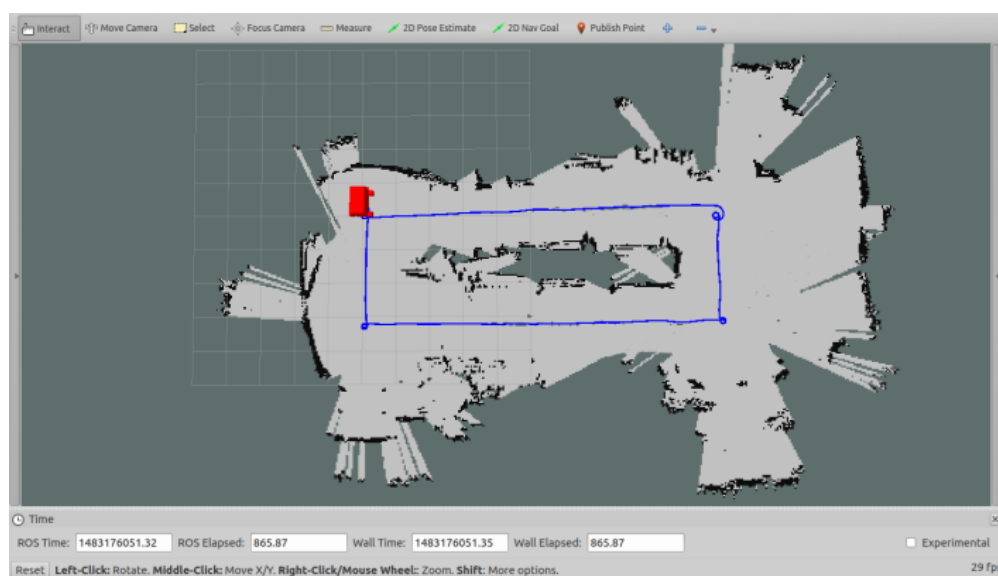 Interact Move Camera Select Focus Camera Measure 2D Pose Estimate 2D Nav Goal Publish Point
Time
ROS Time: 1483176051.32 ROS Elapsed: 865.87 Wall Time: 1483176051.35 Wall Elapsed: 865.87 Experimental
Reset Left-Click: Rotate. Middle-Click: Move X/Y. Right-Click/Mouse Wheel:: Zoom. Shift: More options. 29 fps